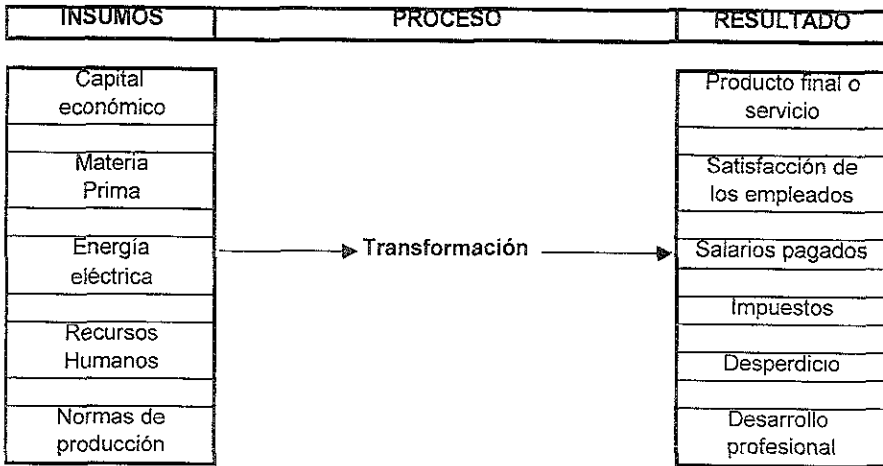 INSUMOS PROCESO RESULTADO
Capital
económico
Materia
Prima
Energía
eléctrica
Recursos
Humanos
Normas de
producción
Transformación
Producto final o
servicio
Satisfacción de
los empleados
Salarios pagados
Impuestos
Desperdicio
Desarrollo
profesional